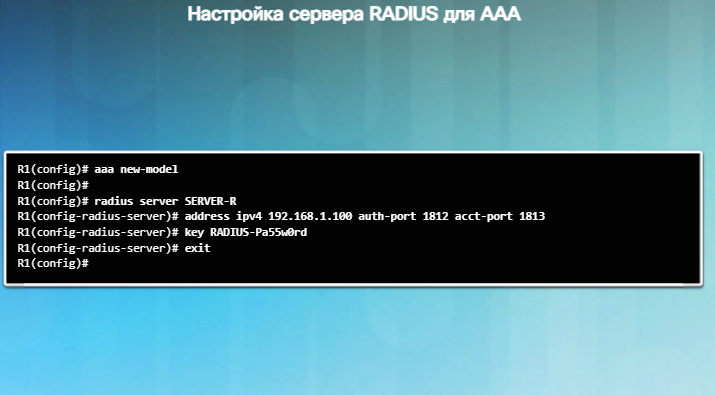 Настройка сервера RADIUS для AAA
R1(config)# aaa new-model
R1(config)#
R1(config)# radius server SERVER-R
R1(config-radius-server)# address ipv4 192.168.1.100 auth-port 1812 acct-port 1813
R1(config-radius-server)# key RADIUS-Pa55w0rd
R1(config-radius-server)# exit
R1(config)#